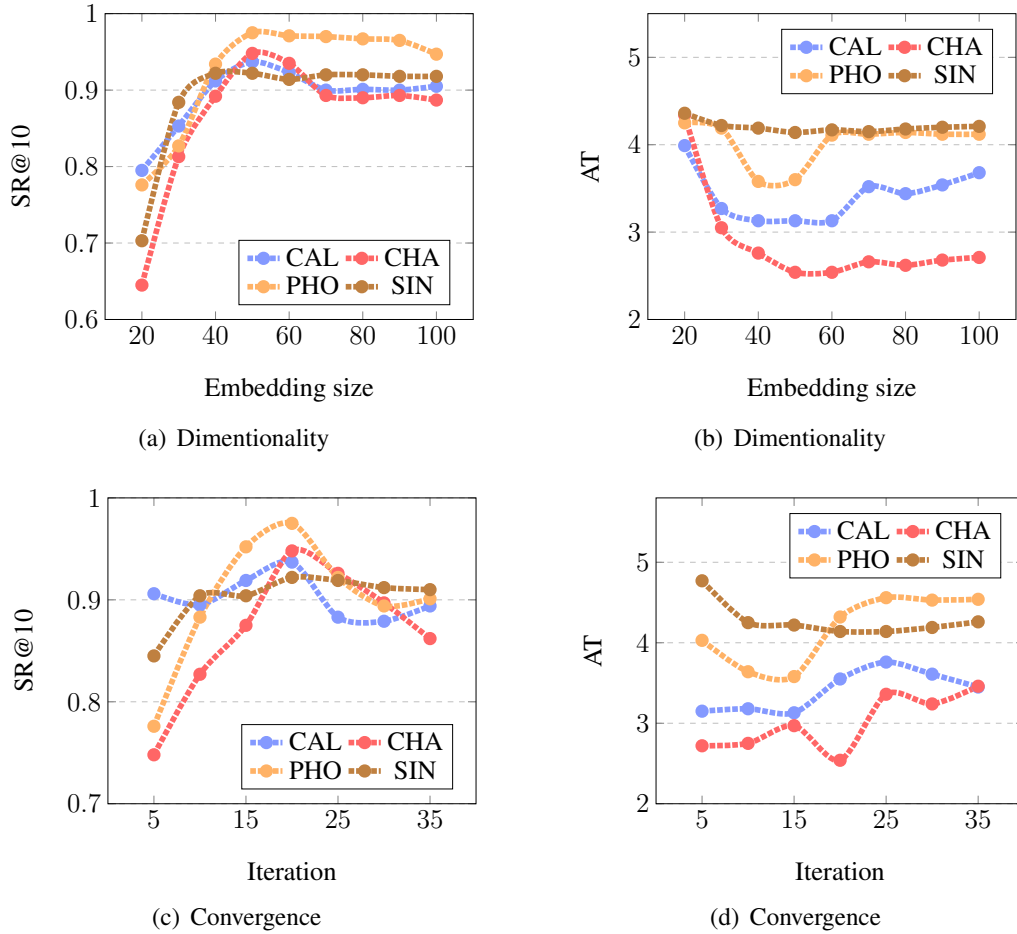 1
0.9
0.8
0.7
0.6
SR@10
CAL CHA
PHO SIN
20 40 60 80 100
Embedding size
(a) Dimentionality
5
4
3
2
AT
CAL CHA
PHO SIN
20 40 60 80 100
Embedding size
(b) Dimentionality
1
0.9
0.8
0.7
SR@10
CAL CHA
PHO SIN
5 15 25 35
Iteration
(c) Convergence
5
4
3
2
AT
CAL CHA
PHO SIN
5 15 25 35
Iteration
(d) Convergence